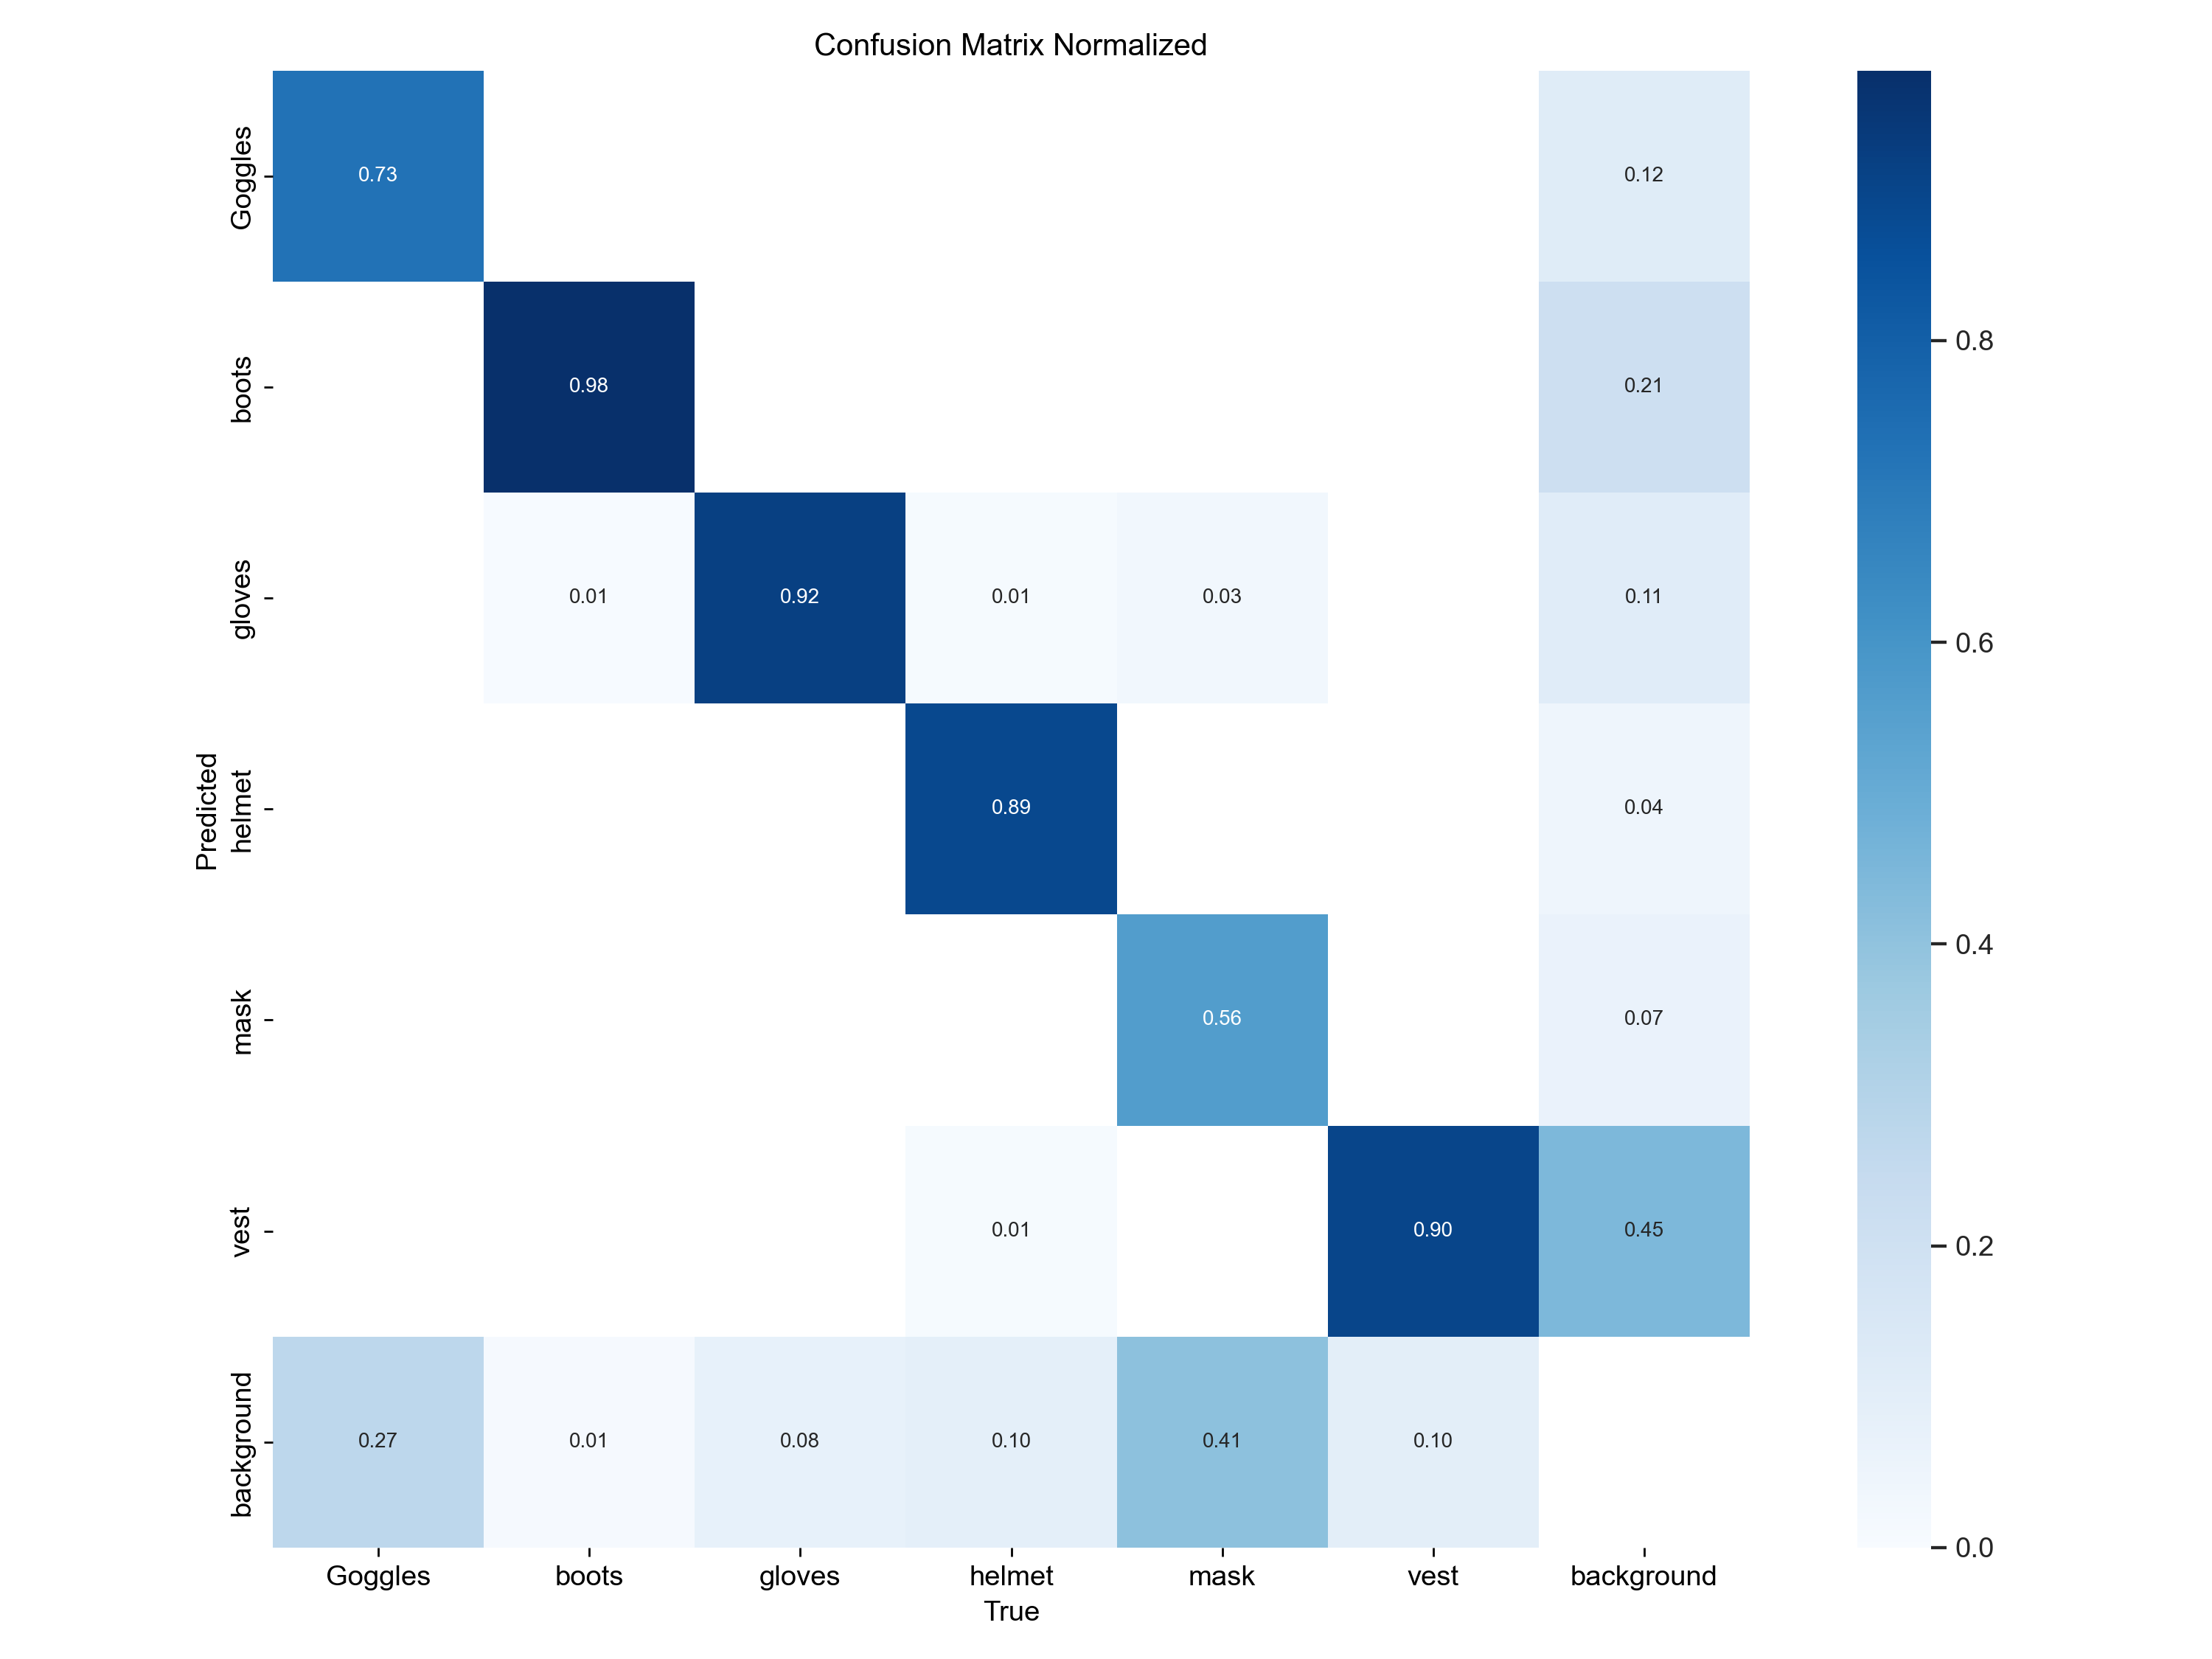 Confusion Matrix Normalized
Goggles
0.73
0.12
boots
0.98
0.21
gloves
0.01
0.92
0.01
0.03
0.11
Predicted
helmet
0.89
0.04
mask
0.56
0.07
vest
0.01
0.90
0.45
background
0.27
0.01
0.08
0.10
0.41
0.10
Goggles
boots
gloves
helmet
mask
vest
background
True
0.8
0.6
0.4
0.2
0.0